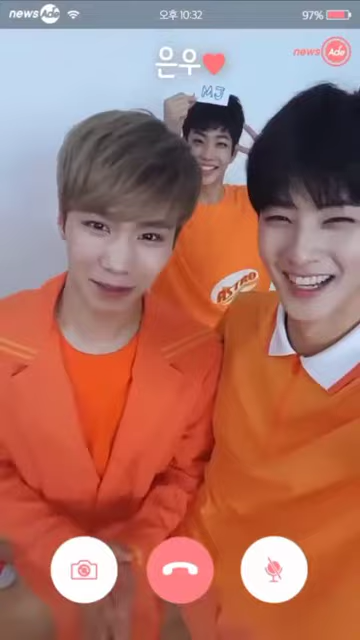 newsAde 오후 10:32 97%
은우
newsAde
MJ
ASTRO